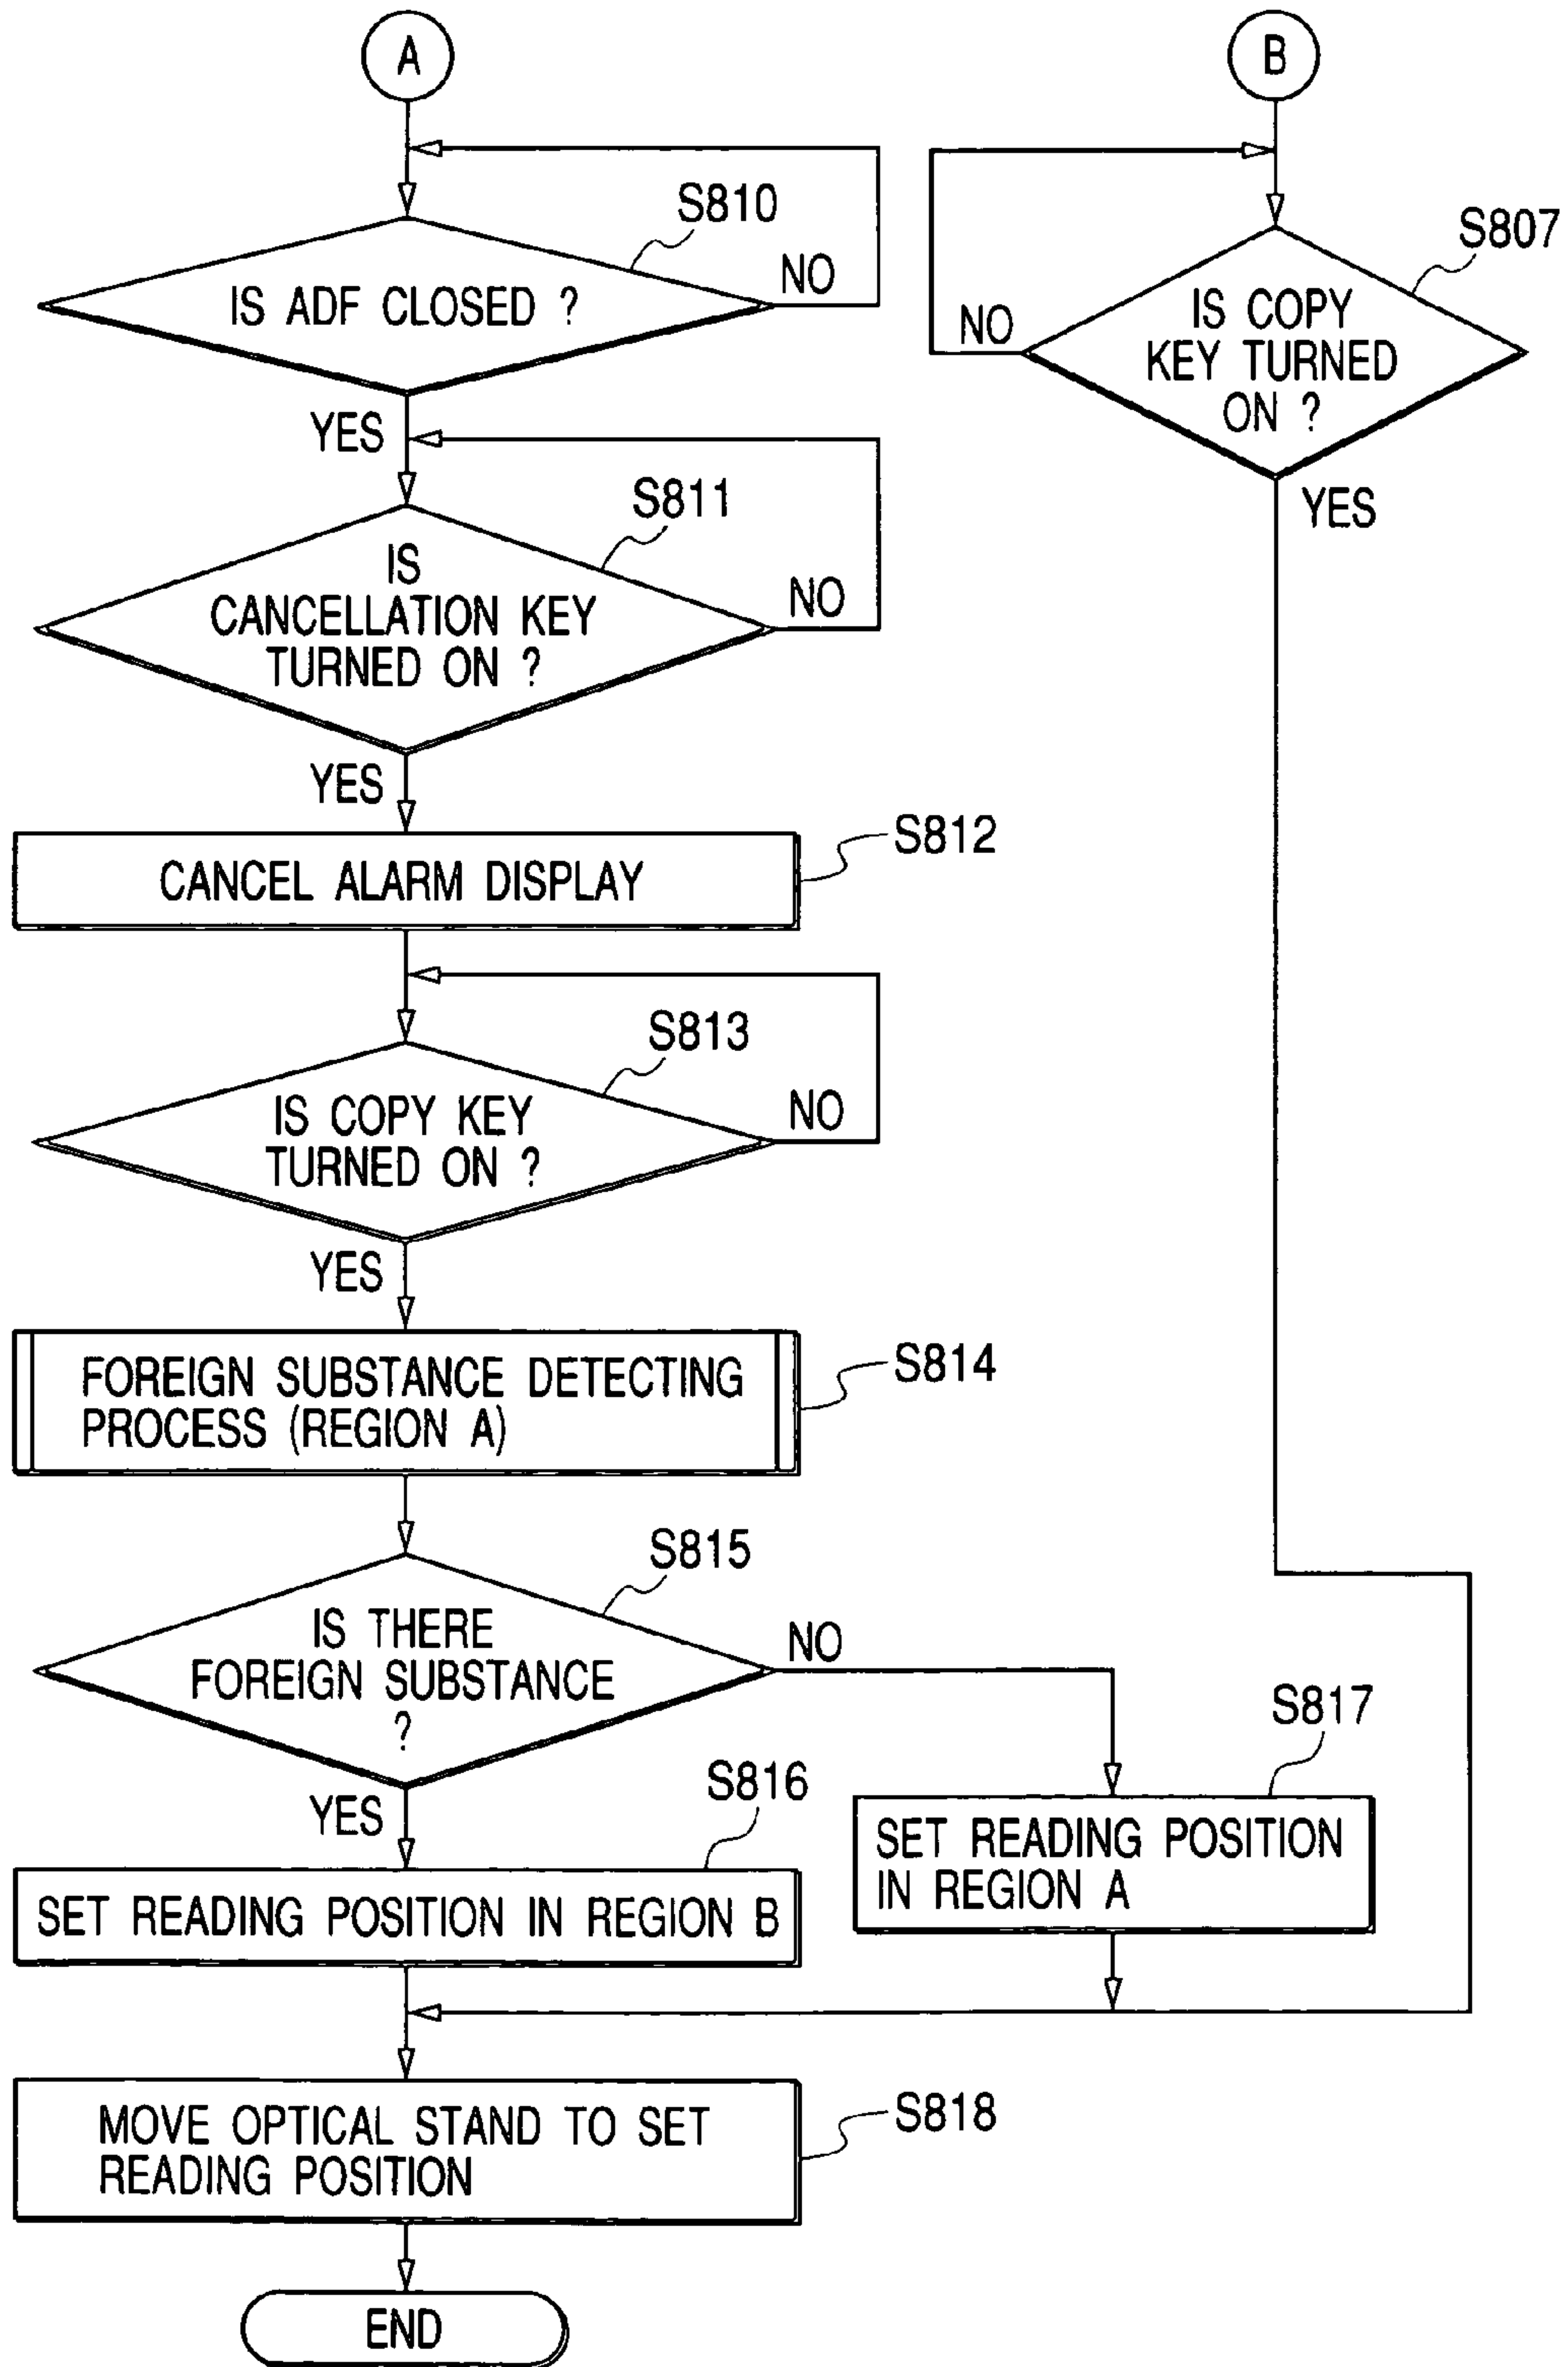 A
B
S810
IS ADF CLOSED ?
NO
YES
S807
IS COPY
KEY TURNED
ON ?
NO
YES
S811
IS
CANCELLATION KEY
TURNED ON ?
NO
YES
S812
CANCEL ALARM DISPLAY
S813
IS COPY KEY
TURNED ON ?
NO
YES
S814
FOREIGN SUBSTANCE DETECTING
PROCESS (REGION A)
S815
IS THERE
FOREIGN SUBSTANCE
?
NO
YES
S816
SET READING POSITION IN REGION B
S817
SET READING POSITION
IN REGION A
S818
MOVE OPTICAL STAND TO SET
READING POSITION
END